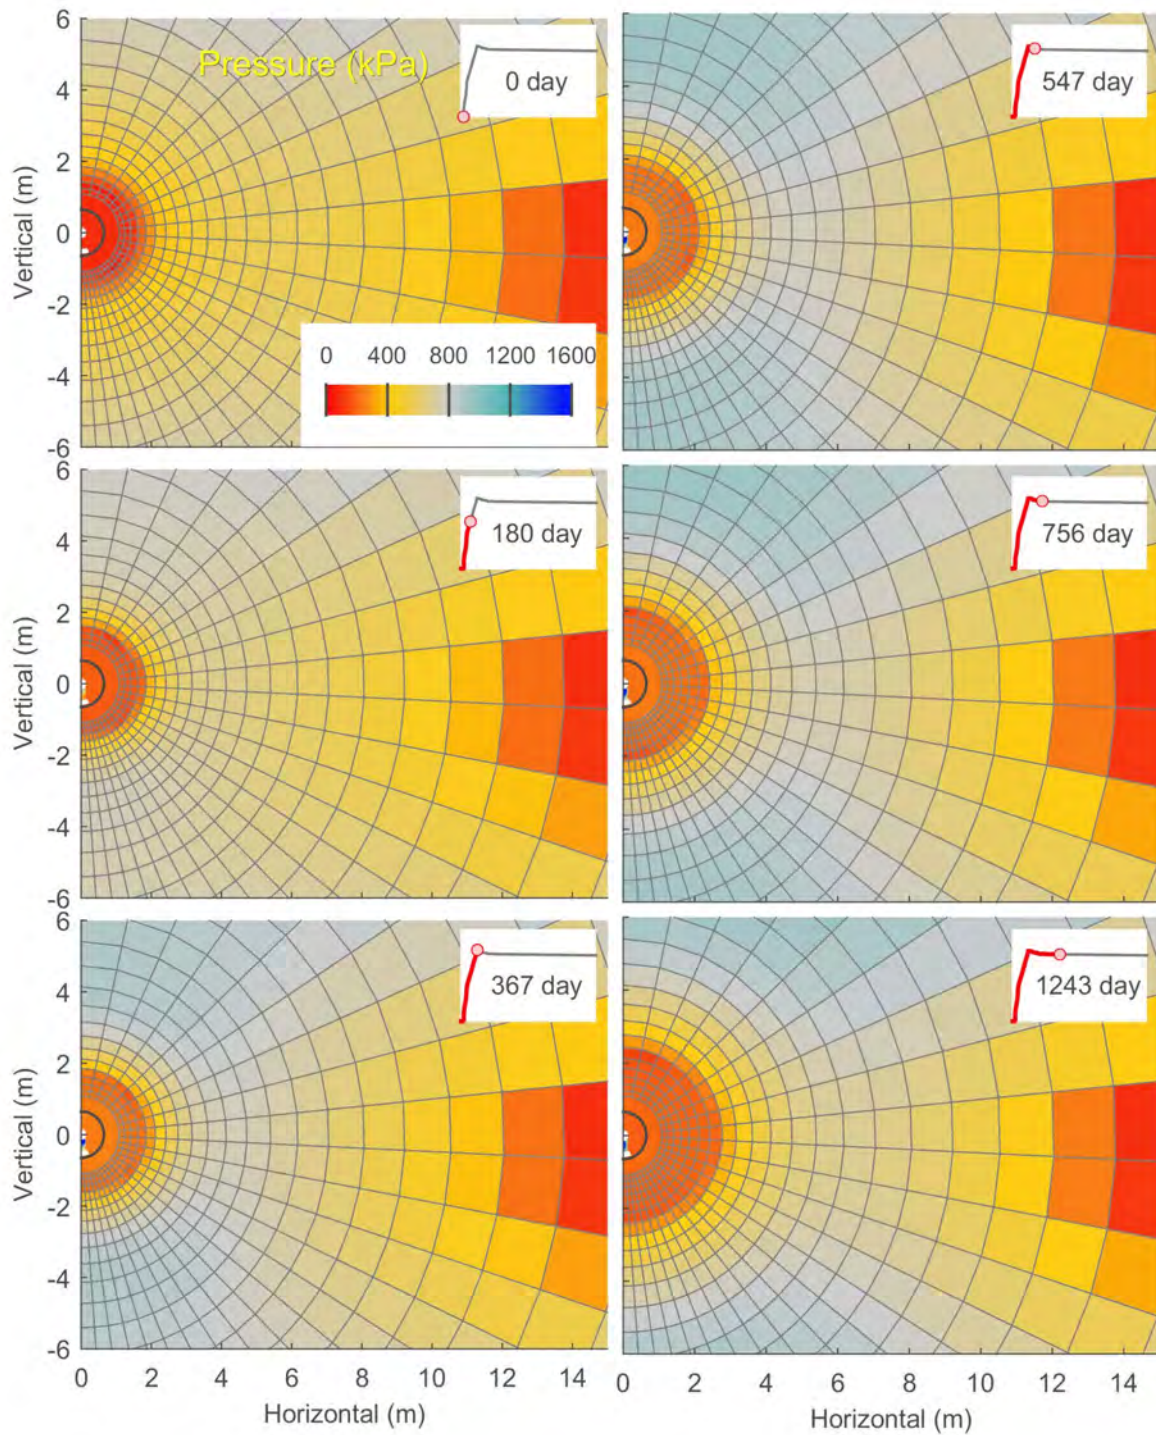 6
4
2
0
-2
-4
-6
Vertical (m)
Pressure (kPa)
0 day
0 400 800 1200 1600
547 day
6
4
2
0
-2
-4
-6
Vertical (m)
180 day
756 day
6
4
2
0
-2
-4
-6
Vertical (m)
367 day
1243 day
0 2 4 6 8 10 12 14
Horizontal (m)
0 2 4 6 8 10 12 14
Horizontal (m)